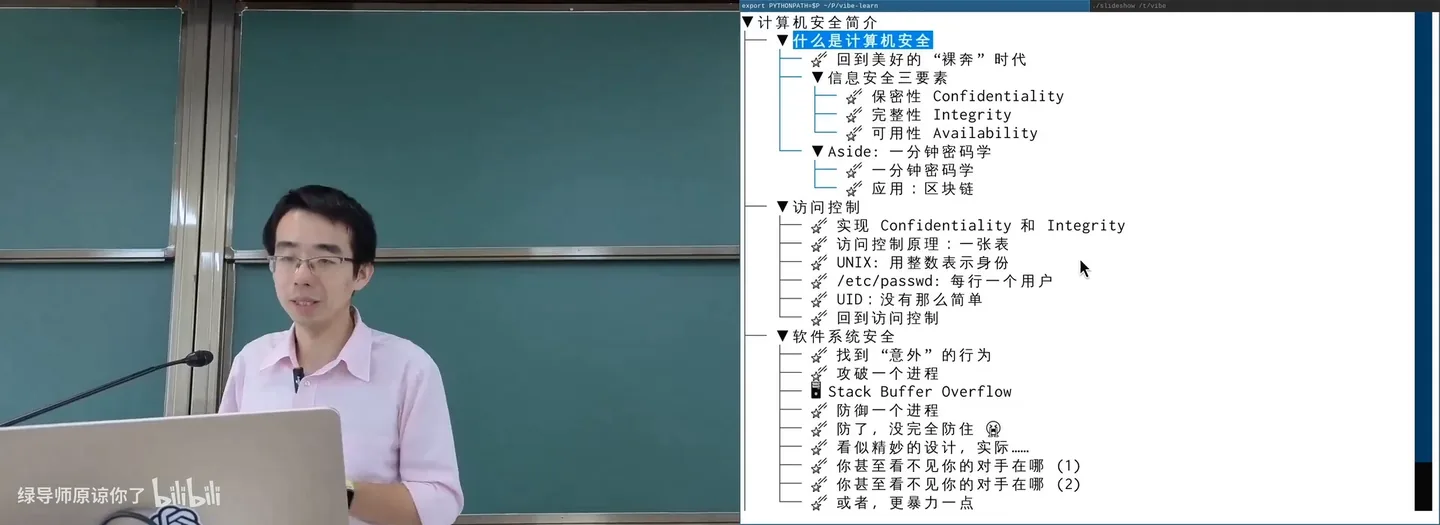 export PYTHONPATH=$P ~/P/vibe-learn
./slideshow /t/vibe
计算机安全简介
什么是计算机安全
回到美好的 “裸奔” 时代
信息安全三要素
保密性 Confidentiality
完整性 Integrity
可用性 Availability
Aside: 一分钟密码学
一分钟密码学
应用：区块链
访问控制
实现 Confidentiality 和 Integrity
访问控制原理：一张表
UNIX: 用整数表示身份
/etc/passwd: 每行一个用户
UID：没有那么简单
回到访问控制
软件系统安全
找到 “意外” 的行为
攻破一个进程
Stack Buffer Overflow
防御一个进程
防了，没完全防住 😭
看似精妙的设计，实际……
你甚至看不见你的对手在哪 (1)
你甚至看不见你的对手在哪 (2)
或者，更暴力一点
绿导师原谅你了 bilibili